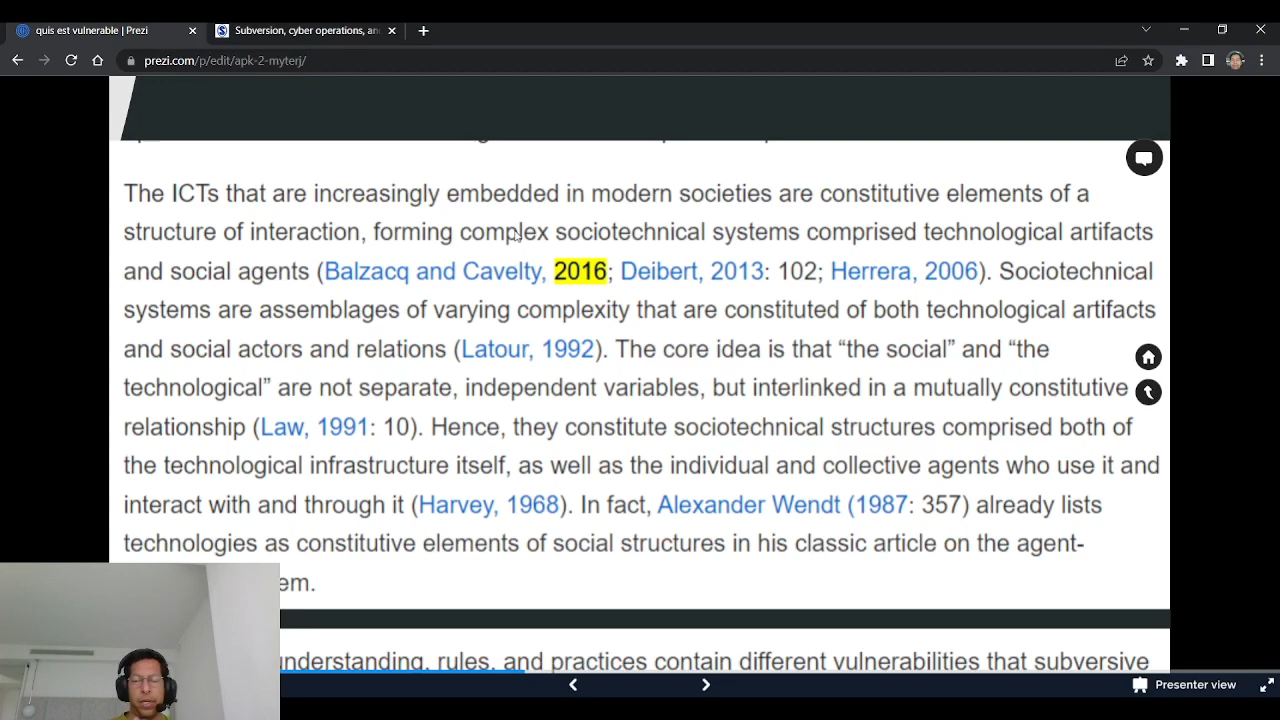 quis est vulnerable | Prezi
Subversion, cyber operations, an
prezi.com/p/edit/apk-2-myterj/
The ICTs that are increasingly embedded in modern societies are constitutive elements of a
structure of interaction, forming complex sociotechnical systems comprised technological artifacts
and social agents (Balzacq and Cavelty, 2016; Deibert, 2013: 102; Herrera, 2006). Sociotechnical
systems are assemblages of varying complexity that are constituted of both technological artifacts
and social actors and relations (Latour, 1992). The core idea is that “the social” and “the
technological” are not separate, independent variables, but interlinked in a mutually constitutive
relationship (Law, 1991: 10). Hence, they constitute sociotechnical structures comprised both of
the technological infrastructure itself, as well as the individual and collective agents who use it and
interact with and through it (Harvey, 1968). In fact, Alexander Wendt (1987: 357) already lists
technologies as constitutive elements of social structures in his classic article on the agent-
em.
understanding, rules, and practices contain different vulnerabilities that subversive
Presenter view